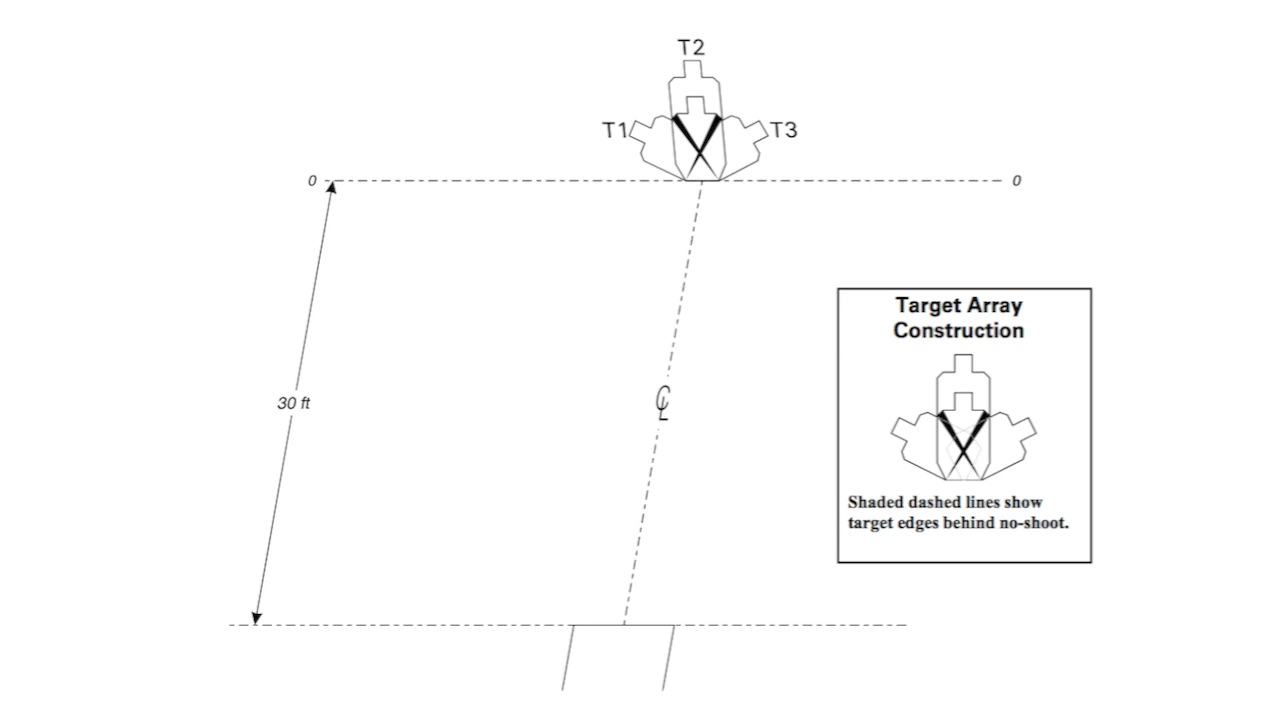 T2
T1
T3
0
0
30 ft
℄
Target Array
Construction
Shaded dashed lines show
target edges behind no-shoot.